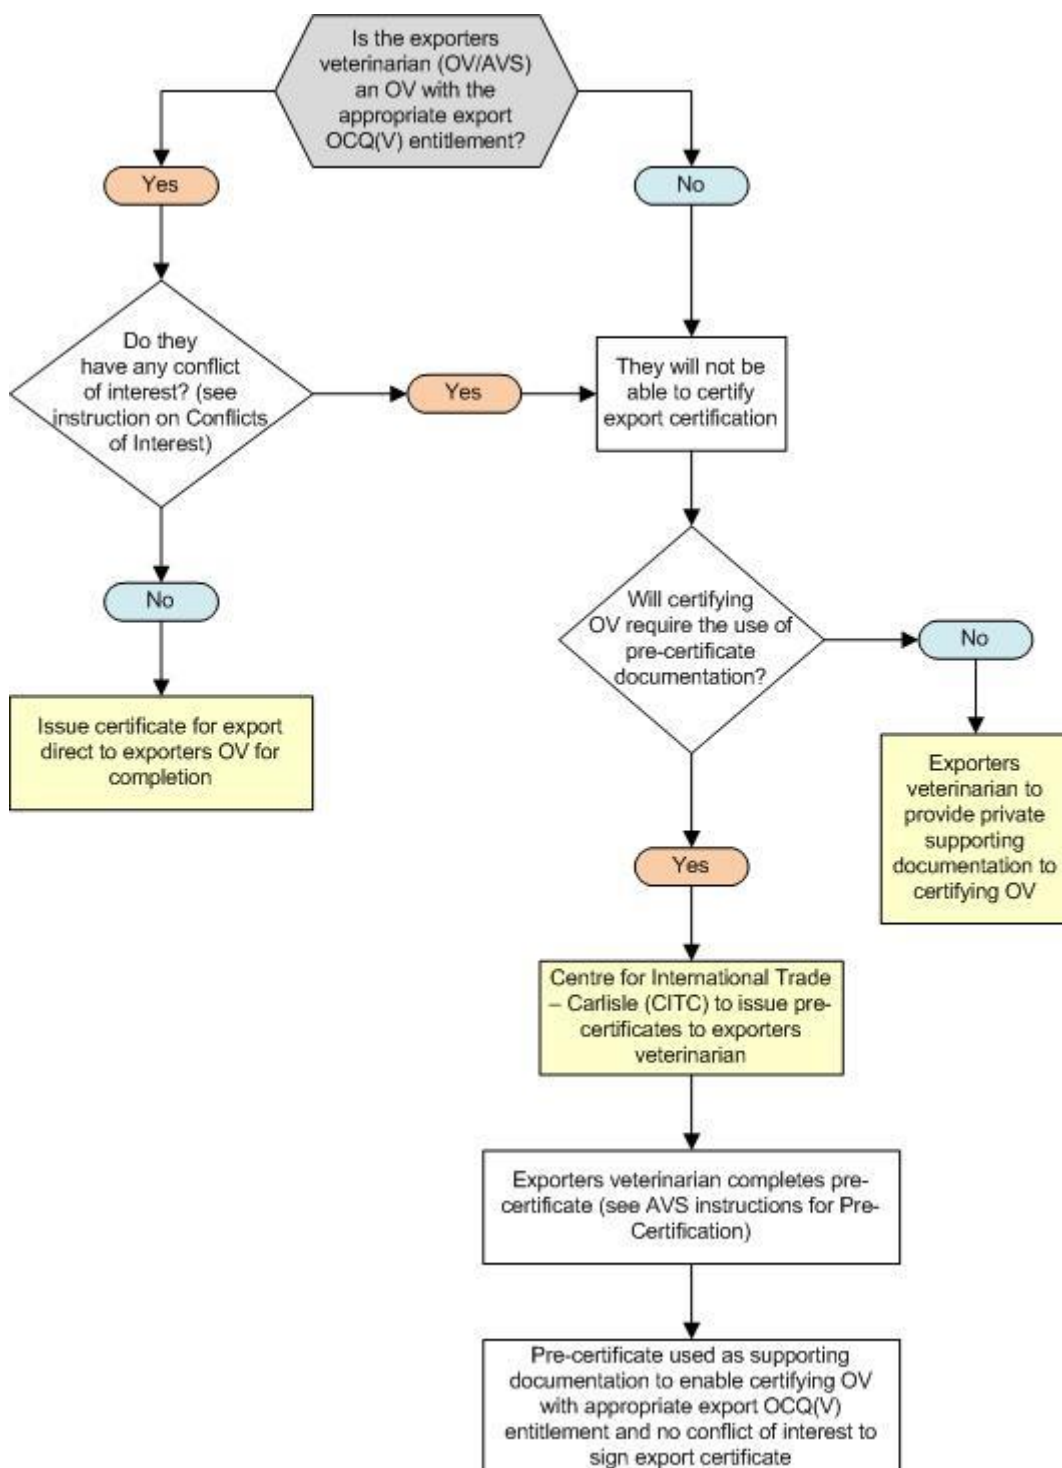 Is the exporters
veterinarian (OV/AVS)
an OV with the
appropriate export
OCQ(V) entitlement?
Yes
No
Do they
have any conflict
of interest? (see
instruction on Conflicts
of Interest)
Yes
They will not be
able to certify
export certification
No
Will certifying
OV require the use of
pre-certificate
documentation?
No
Issue certificate for export
direct to exporters OV for
completion
Exporters
veterinarian to
provide private
supporting
documentation to
certifying OV
Yes
Centre for International Trade
– Carlisle (CITC) to issue pre-
certificates to exporters
veterinarian
Exporters veterinarian completes pre-
certificate (see AVS instructions for Pre-
Certification)
Pre-certificate used as supporting
documentation to enable certifying OV
with appropriate export OCQ(V)
entitlement and no conflict of interest to
sign export certificate